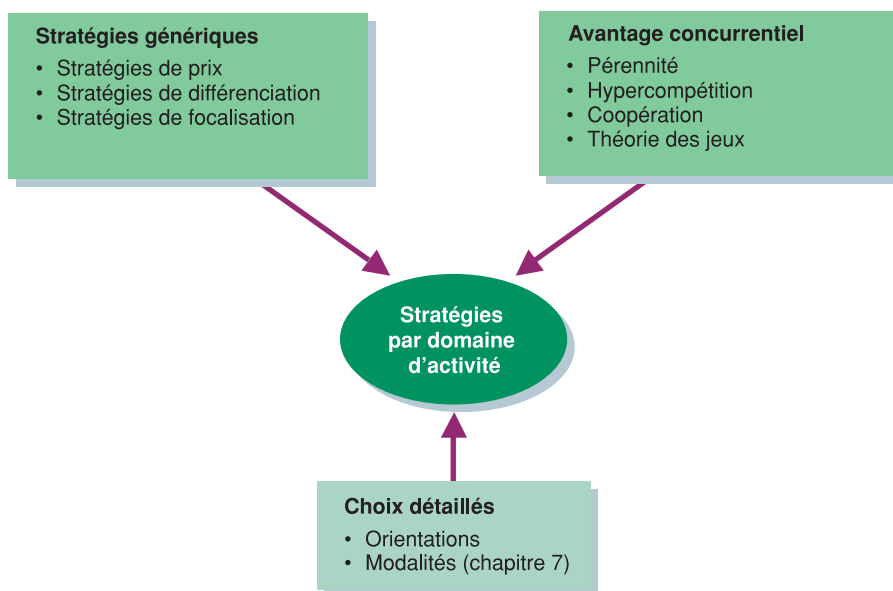 Stratégies génériques
• Stratégies de prix
• Stratégies de différenciation
• Stratégies de focalisation
Avantage concurrentiel
• Pérennité
• Hypercompétition
• Coopération
• Théorie des jeux
Stratégies
par domaine
d’activité
Choix détaillés
• Orientations
• Modalités (chapitre 7)